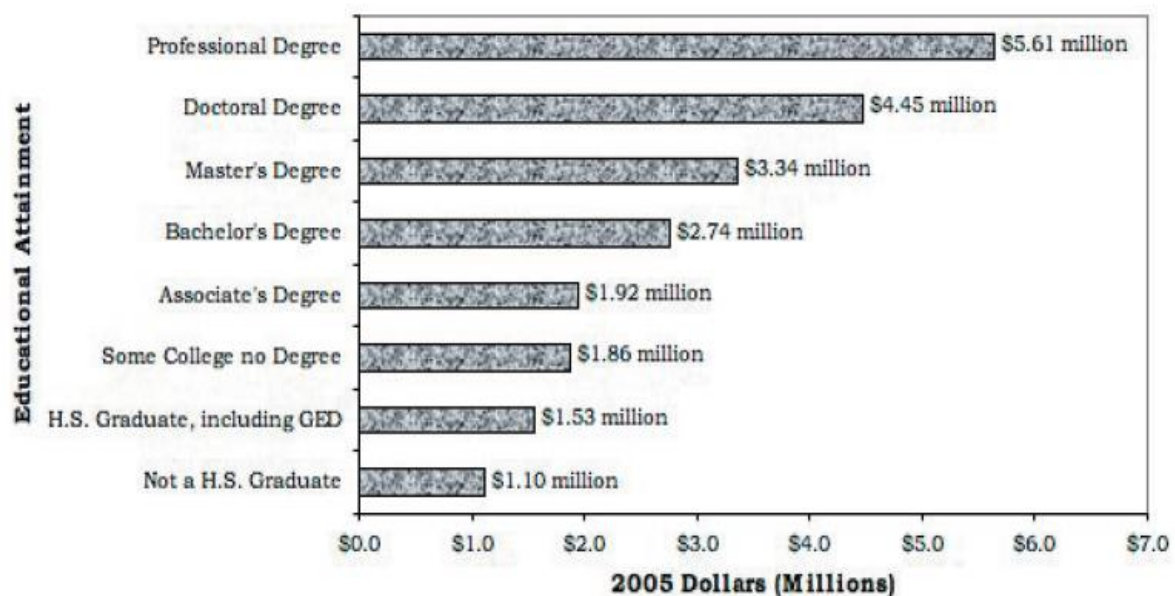 Professional Degree
$5.61 million
Doctoral Degree
$4.45 million
Master's Degree
$3.34 million
Bachelor's Degree
$2.74 million
Associate's Degree
$1.92 million
Some College no Degree
$1.86 million
H.S. Graduate, including GED
$1.53 million
Not a H.S. Graduate
$1.10 million
Educational Attainment
$0.0 $1.0 $2.0 $3.0 $4.0 $5.0 $6.0 $7.0
2005 Dollars (Millions)